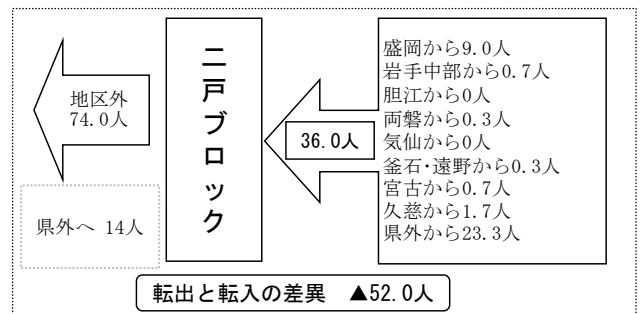 地区外
74.0人
県外へ 14人
二戸ブロック
36.0人
盛岡から9.0人
岩手中部から0.7人
胆江から0人
両磐から0.3人
気仙から0人
釜石・遠野から0.3人
宮古から0.7人
久慈から1.7人
県外から23.3人
転出と転入の差異 ▲52.0人